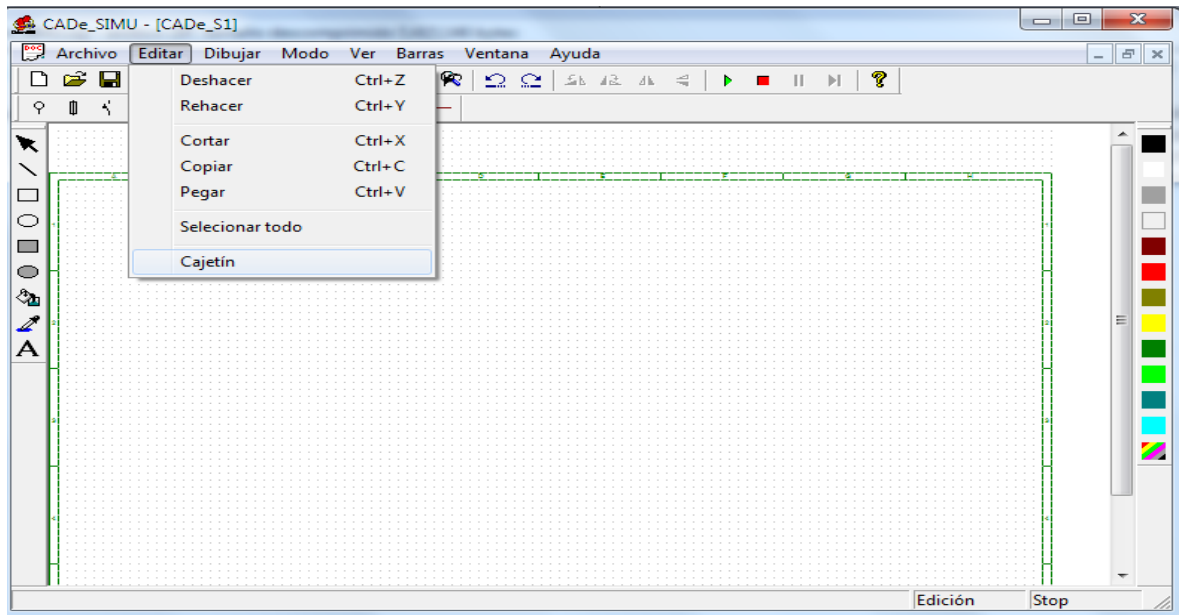 CADe_SIMU - [CADe_S1]
Archivo Editar Dibujar Modo Ver Barras Ventana Ayuda
Deshacer Ctrl+Z
Rehacer Ctrl+Y
Cortar Ctrl+X
Copiar Ctrl+C
Pegar Ctrl+V
Selecionar todo
Cajetín
A
Edición Stop